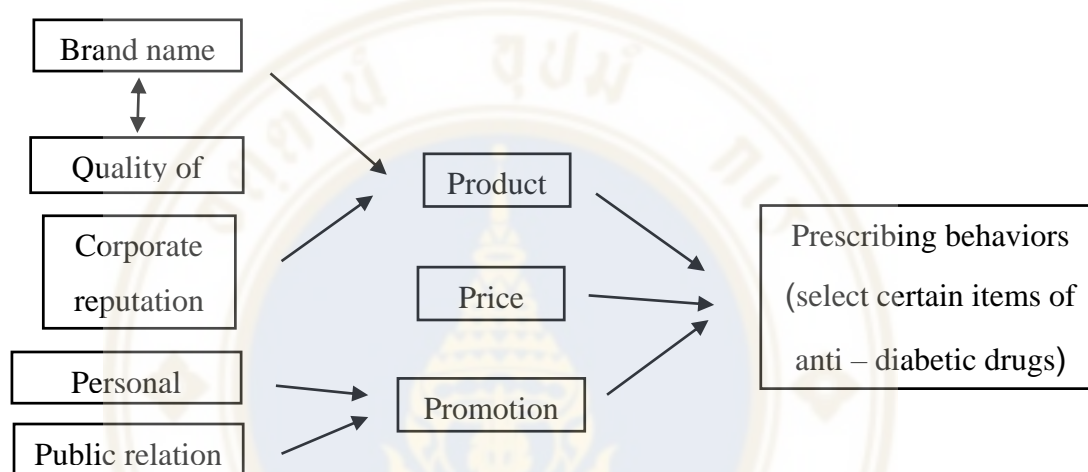 Brand name
Quality of
Corporate
reputation
Personal
Public relation
Product
Price
Promotion
Prescribing behaviors
(select certain items of
anti – diabetic drugs)